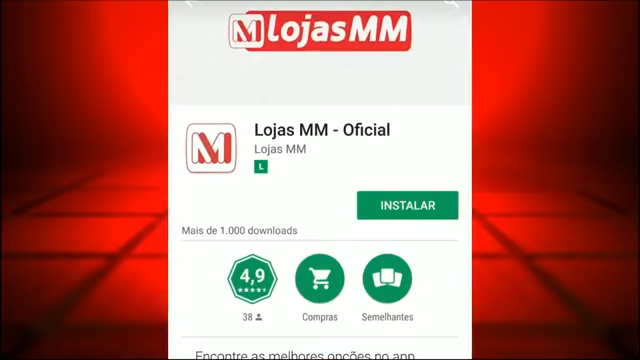 M LojasMM
M
Lojas MM - Oficial
Lojas MM
L
INSTALAR
Mais de 1.000 downloads
4,9
38
Compras
Semelhantes
Encontre as melhores opções no app